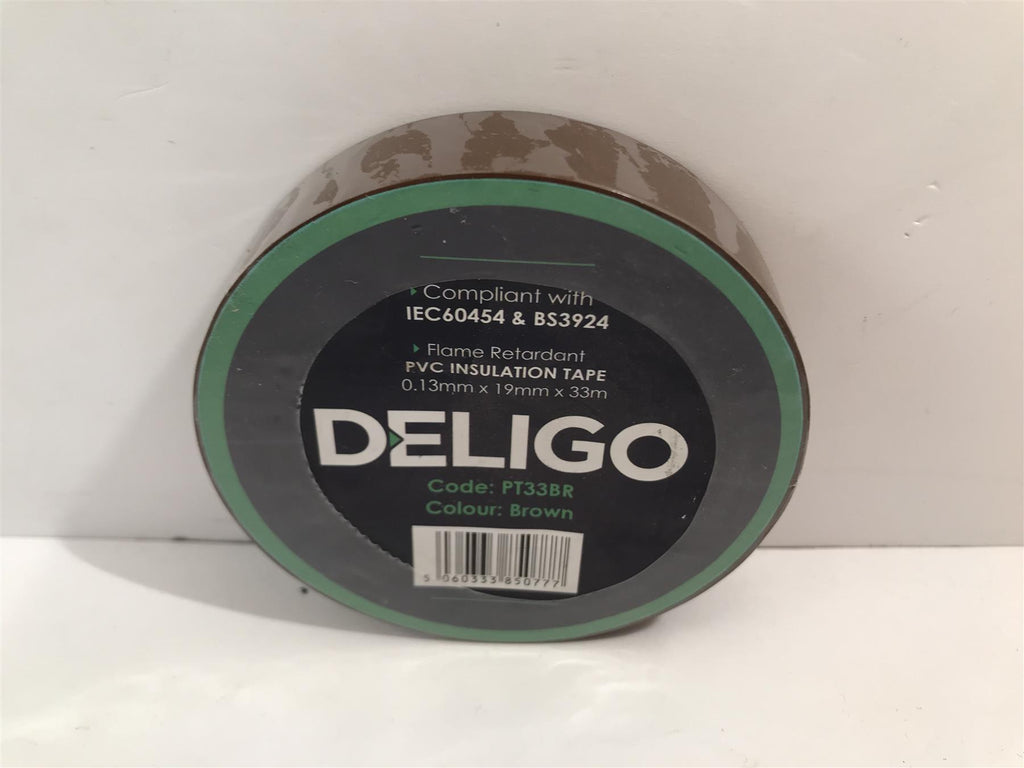 Compliant with
IEC60454 & BS3924
Flame Retardant
PVC INSULATION TAPE
0.13mm x 19mm x 33m
DELIGO
Code: PT33BR
Colour: Brown
5 060333 850777